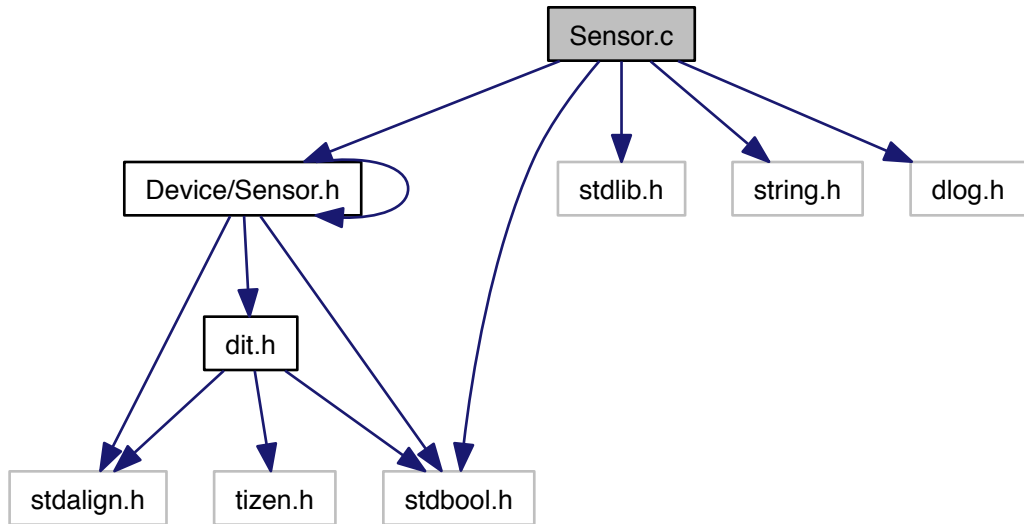 Sensor.c
Device/Sensor.h
stdlib.h
string.h
dlog.h
dit.h
stdalign.h
tizen.h
stdbool.h